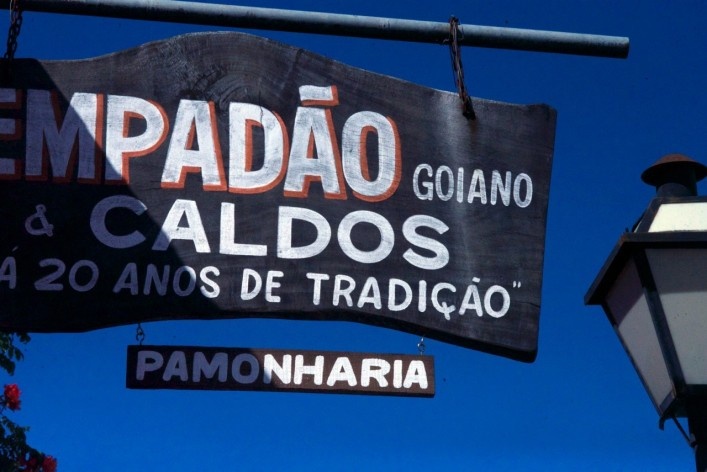 EMPADÃO GOIANO
& CALDOS
Á 20 ANOS DE TRADIÇÃO"
PAMONHARIA